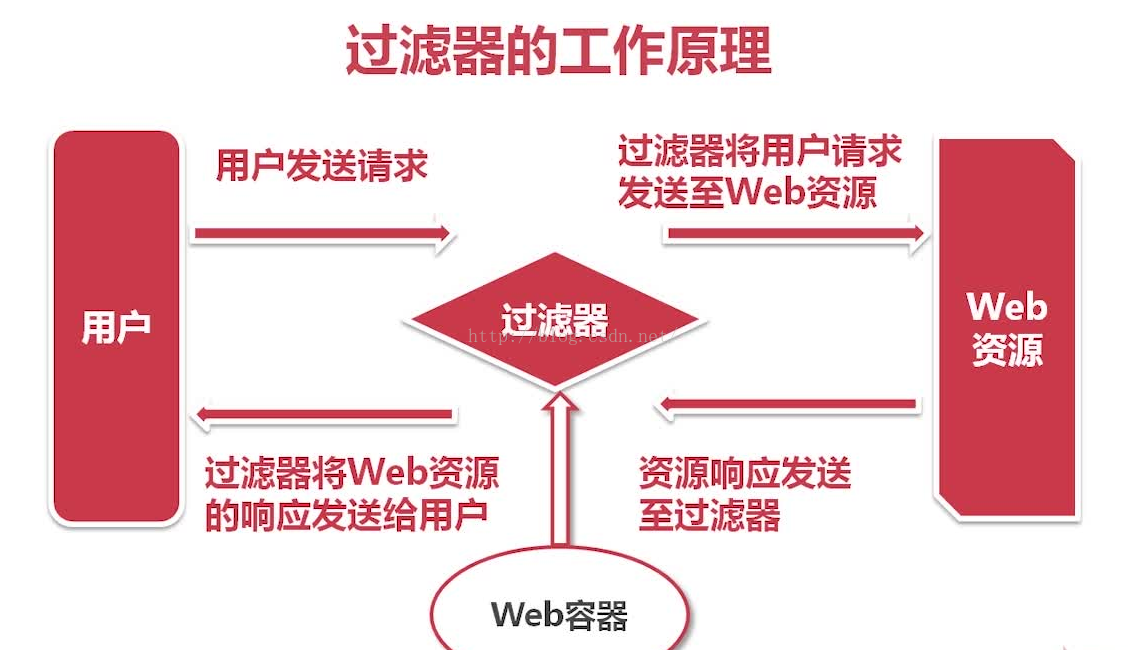 过滤器的工作原理
用户发送请求
过滤器将用户请求
发送至Web资源
用户
过滤器
http://blog.csdn.net
Web
资源
过滤器将Web资源
的响应发送给用户
资源响应发送
至过滤器
Web容器